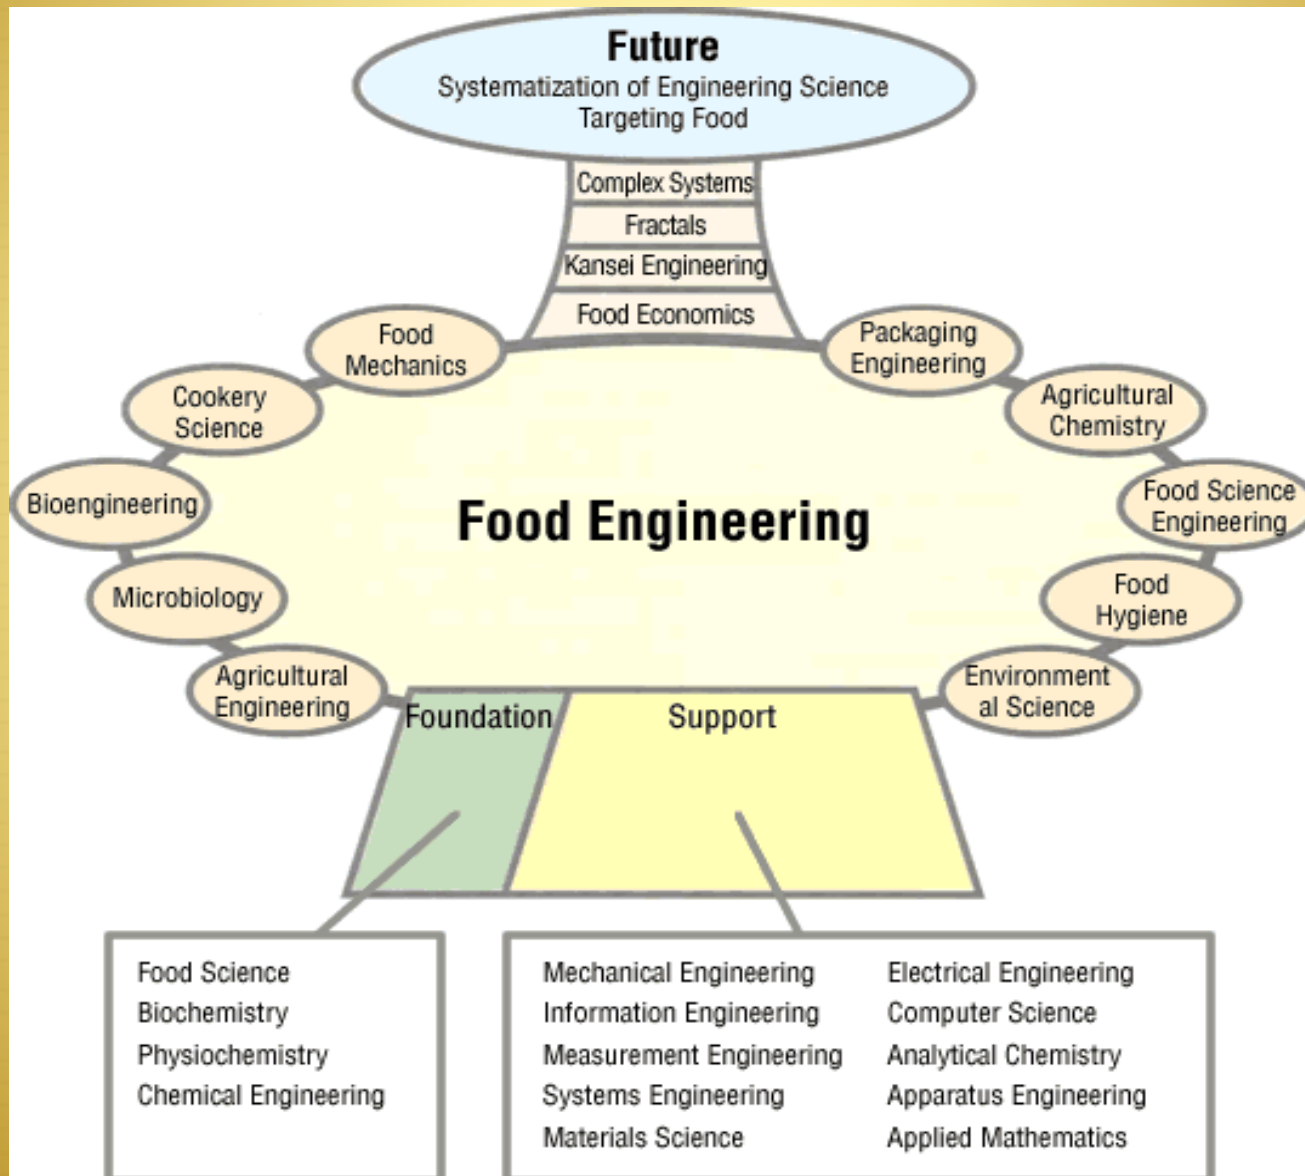 Future
Systematization of Engineering Science
Targeting Food
Complex Systems
Fractals
Kansei Engineering
Food Economics
Food
Mechanics
Packaging
Engineering
Cookery
Science
Agricultural
Chemistry
Bioengineering
Food Science
Engineering
Food Engineering
Microbiology
Food
Hygiene
Agricultural
Engineering
Environment
al Science
Foundation
Support
Food Science
Biochemistry
Physiochemistry
Chemical Engineering
Mechanical Engineering
Information Engineering
Measurement Engineering
Systems Engineering
Materials Science
Electrical Engineering
Computer Science
Analytical Chemistry
Apparatus Engineering
Applied Mathematics